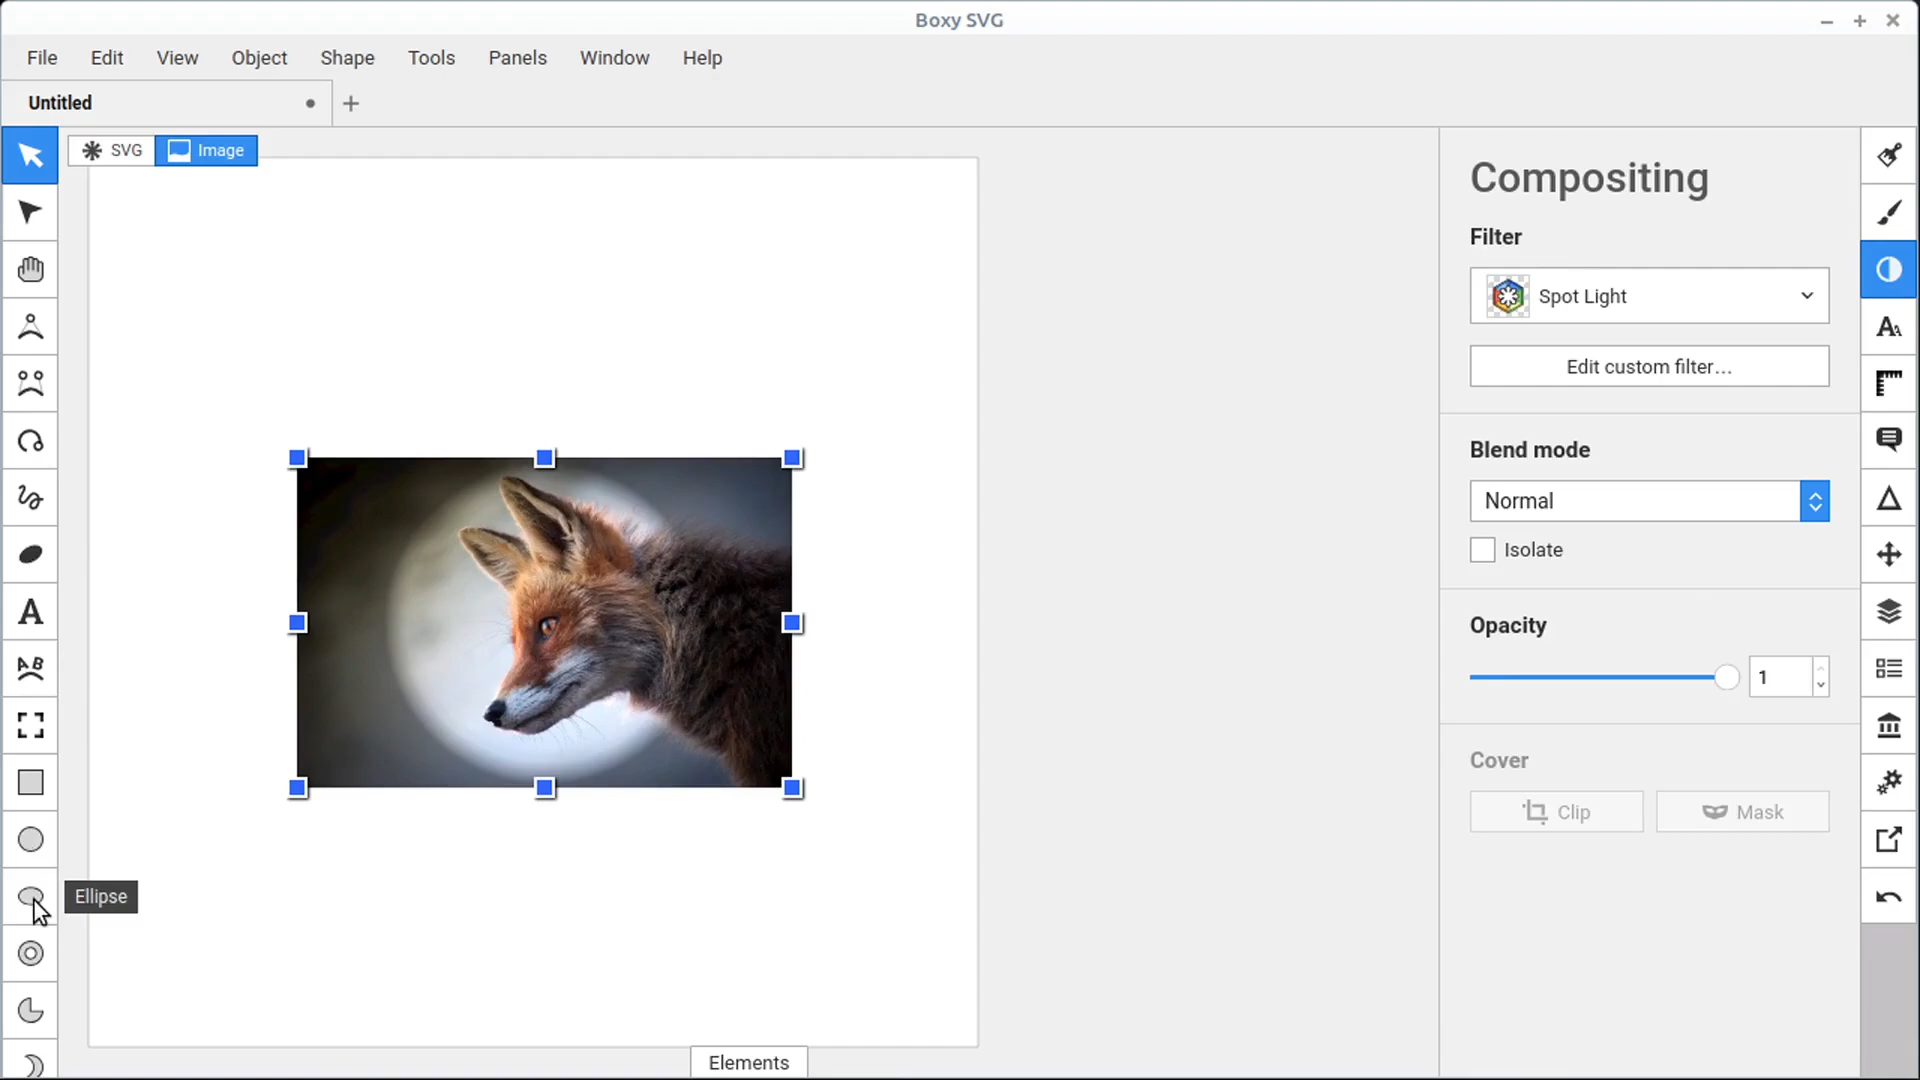 Boxy SVG
File Edit View Object Shape Tools Panels Window Help
Untitled
SVG Image
Compositing
Filter
Spot Light
Edit custom filter…
Blend mode
Normal
Isolate
Opacity
1
Cover
Clip Mask
Ellipse
Elements